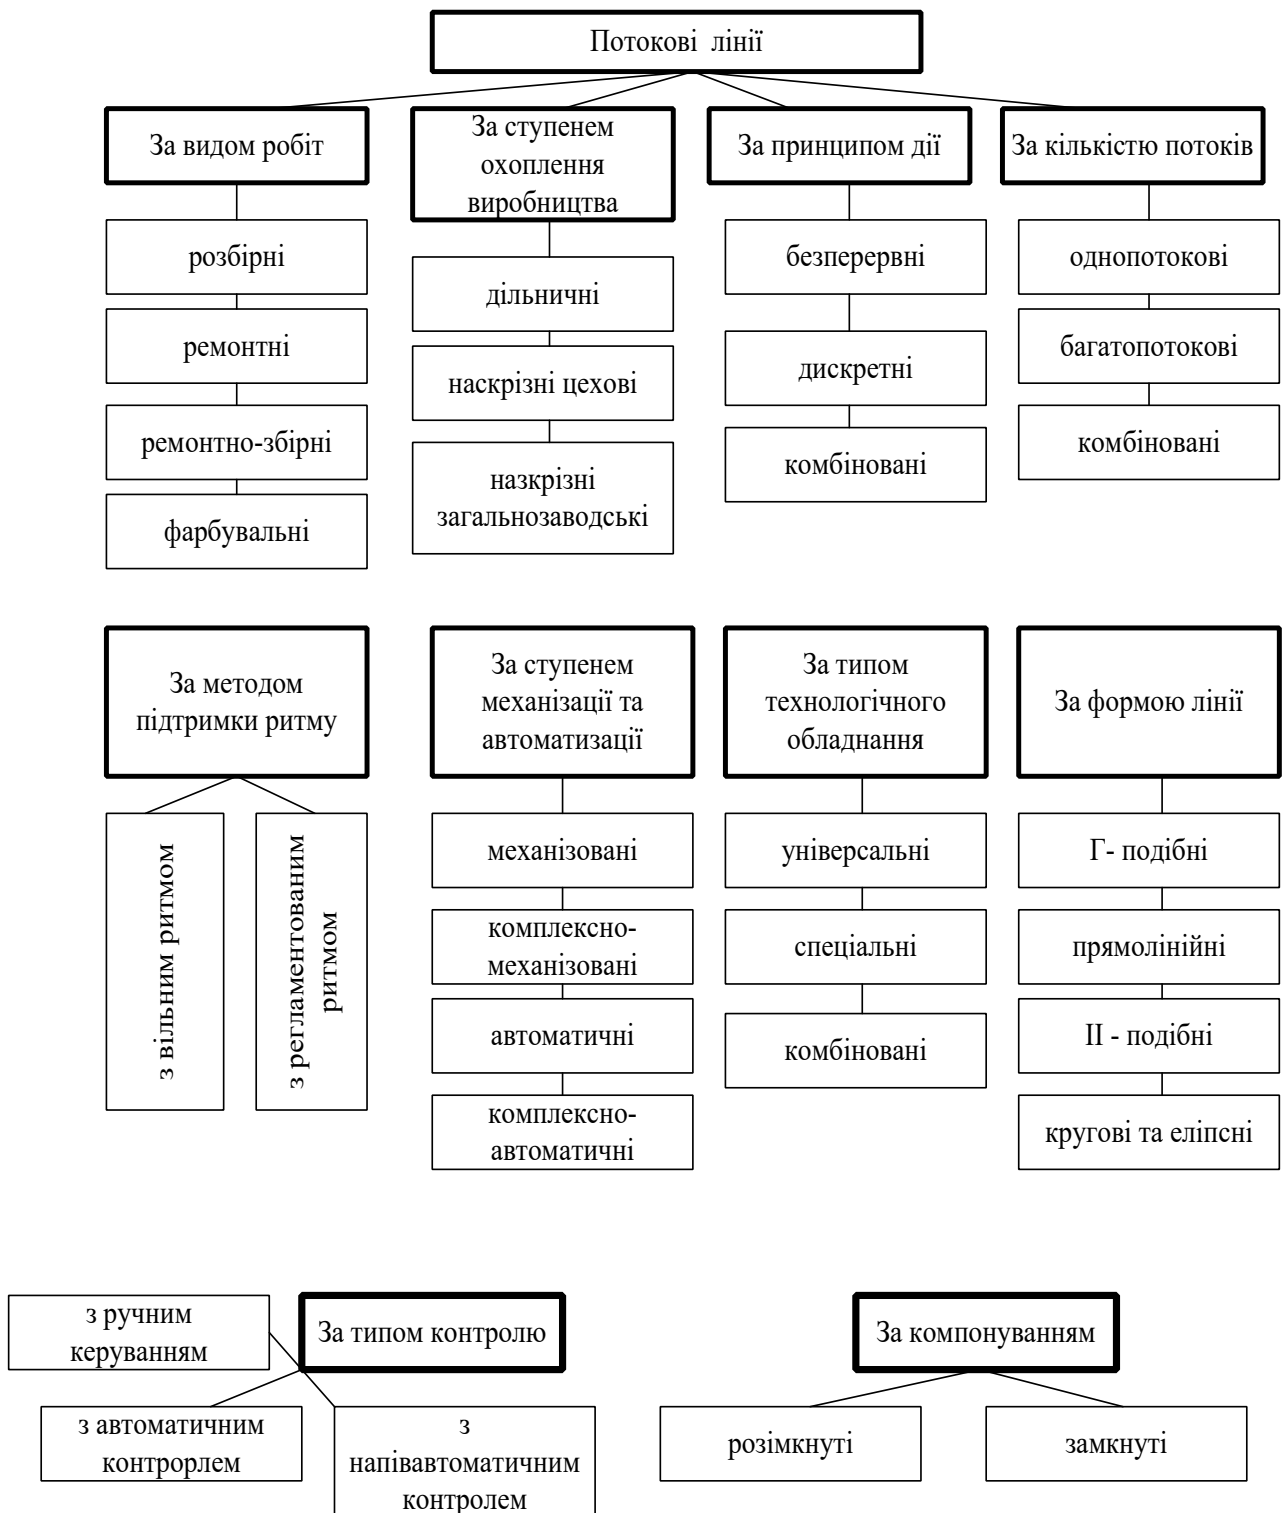 Потокові лінії
За видом робіт
розбірні
ремонтні
ремонтно-збірні
фарбувальні
За ступенем
охоплення
виробництва
дільничні
наскрізні цехові
назкрізні
загальнозаводські
За принципом дії
безперервні
дискретні
комбіновані
За кількістю потоків
однопотокові
багатопотокові
комбіновані
За методом
підтримки ритму
з вільним ритмом
з регламентованим
ритмом
За ступенем
механізації та
автоматизації
механізовані
комплексно-
механізовані
автоматичні
комплексно-
автоматичні
За типом
технологічного
обладнання
універсальні
спеціальні
комбіновані
За формою лінії
Г- подібні
прямолінійні
ІІ - подібні
кругові та еліпсні
з ручним
керуванням
За типом контролю
з автоматичним
контрорлем
з
напівавтоматичним
контролем
За компонуванням
розімкнуті
замкнуті